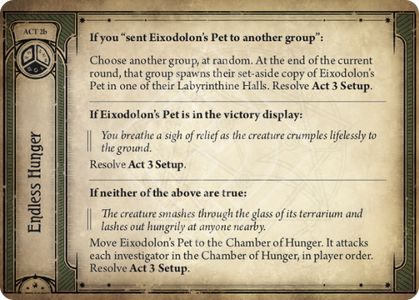 ACT 2b
Endless Hunger
If you “sent Eixodolon’s Pet to another group”:
Choose another group, at random. At the end of the current
round, that group spawns their set-aside copy of Eixodolon’s
Pet in one of their Labyrinthine Halls. Resolve Act 3 Setup.
If Eixodolon’s Pet is in the victory display:
You breathe a sigh of relief as the creature crumples lifelessly to
the ground.
Resolve Act 3 Setup.
If neither of the above are true:
The creature smashes through the glass of its terrarium and
lashes out hungrily at anyone nearby.
Move Eixodolon’s Pet to the Chamber of Hunger. It attacks
each investigator in the Chamber of Hunger, in player order.
Resolve Act 3 Setup.